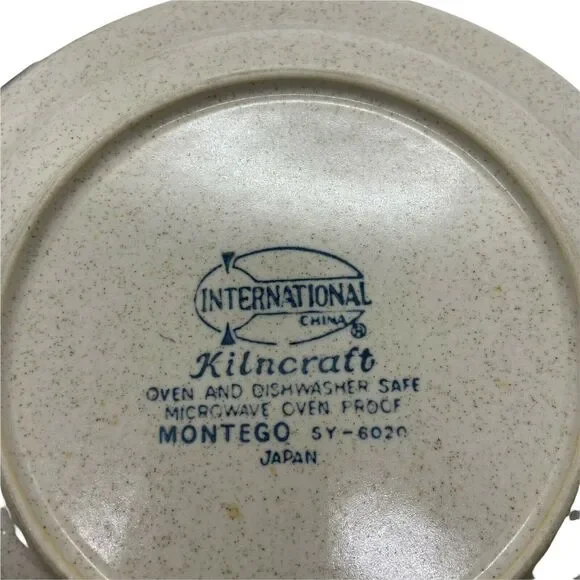 INTERNATIONAL
CHINA ®
Kilncraft
OVEN AND DISHWASHER SAFE
MICROWAVE OVEN PROOF
MONTEGO SY-6020
JAPAN